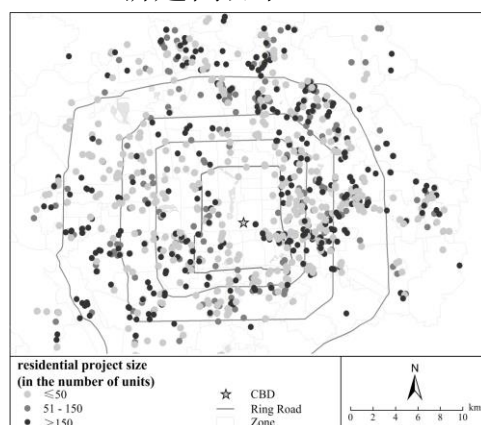 residential project size
(in the number of units)
≤50
51 - 150
>150
CBD
Ring Road
Zone
N
0 2 4 6 8 10 km